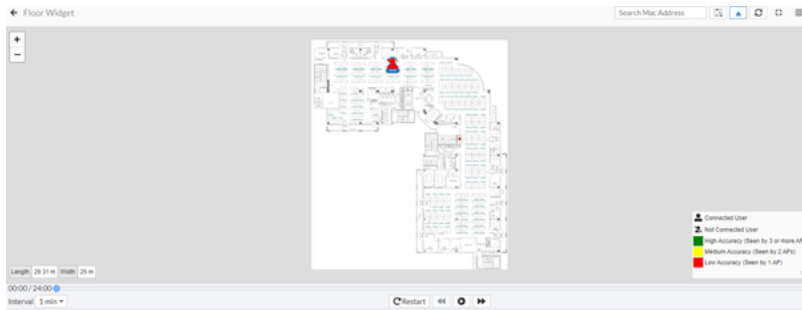 Floor Widget
Search Mac Address
+
−
Connected User
Not Connected User
High Accuracy (Seen by 3 or more AP
Medium Accuracy (Seen by 2 APs)
Low Accuracy (Seen by 1 AP)
Length 29.31 m Width 25 m
00:00 / 24:00
Interval 1 min
Restart